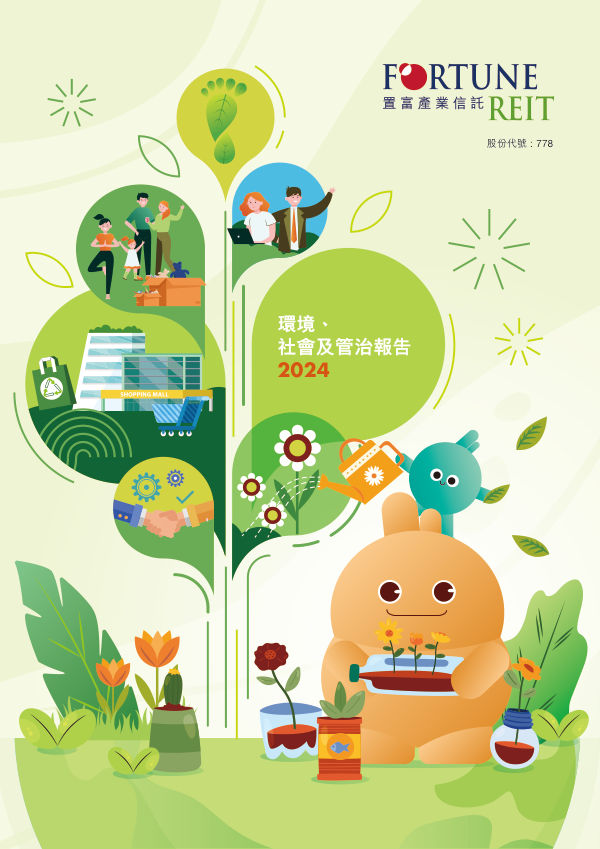 FORTUNE
置富產業信託 REIT
股份代號：778
環境、
社會及管治報告
2024
SHOPPING MALL